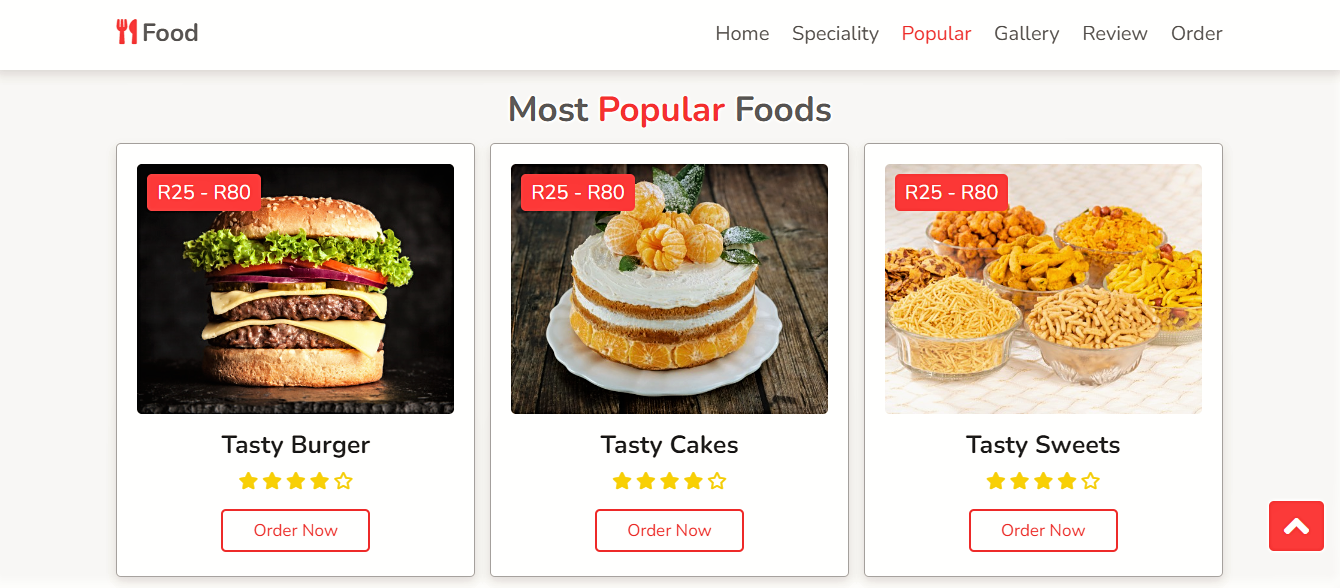 Food
Home Speciality Popular Gallery Review Order
Most Popular Foods
R25 - R80
R25 - R80
R25 - R80
Tasty Burger
Tasty Cakes
Tasty Sweets
Order Now
Order Now
Order Now